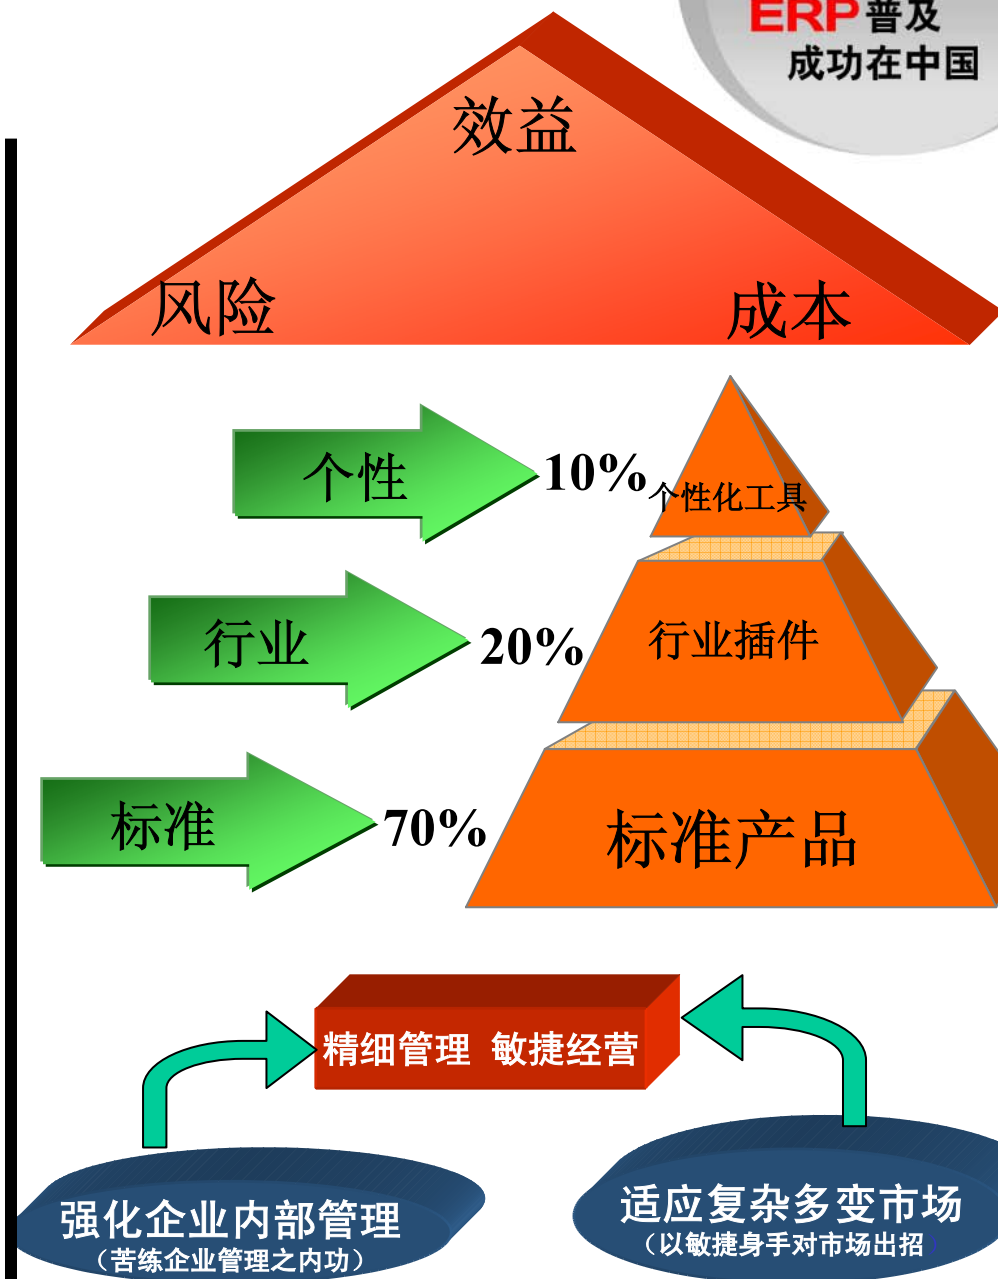 ERP普及
成功在中国
效益
风险
成本
个性
10%
个性化工具
行业
20%
行业插件
标准
70%
标准产品
精细管理 敏捷经营
强化企业内部管理
（苦练企业管理之内功）
适应复杂多变市场
（以敏捷身手对市场出招）